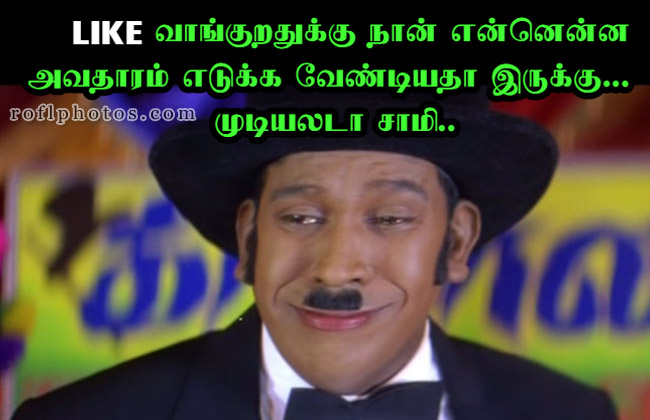 LIKE வாங்குறதுக்கு நான் என்னென்ன
அவதாரம் எடுக்க வேண்டியதா இருக்கு...
முடியலடா சாமி..
roflphotos.com